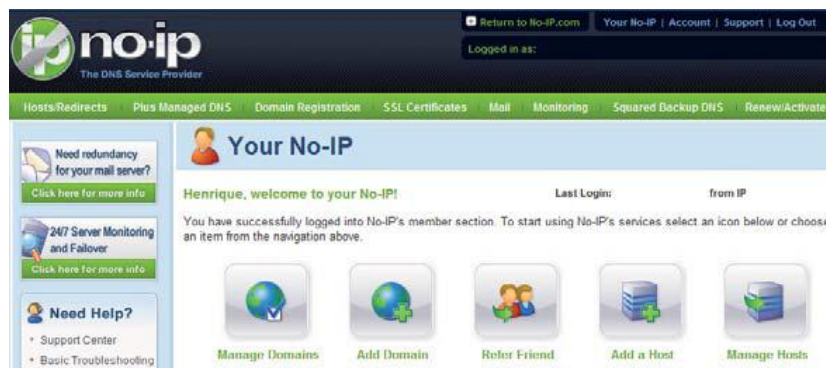 no·ip
The DNS Service Provider
Return to No-IP.com
Your No-IP | Account | Support | Log Out
Logged in as:
Hosts/Redirects Plus Managed DNS Domain Registration SSL Certificates Mail Monitoring Squared Backup DNS Renew/Activate
Need redundancy
for your mail server?
Click here for more info
24/7 Server Monitoring
and Failover
Click here for more info
Need Help?
Support Center
Basic Troubleshooting
Your No-IP
Henrique, welcome to your No-IP! Last Login: from IP
You have successfully logged into No-IP's member section. To start using No-IP's services select an icon below or choose
an item from the navigation above.
Manage Domains Add Domain Refer Friend Add a Host Manage Hosts